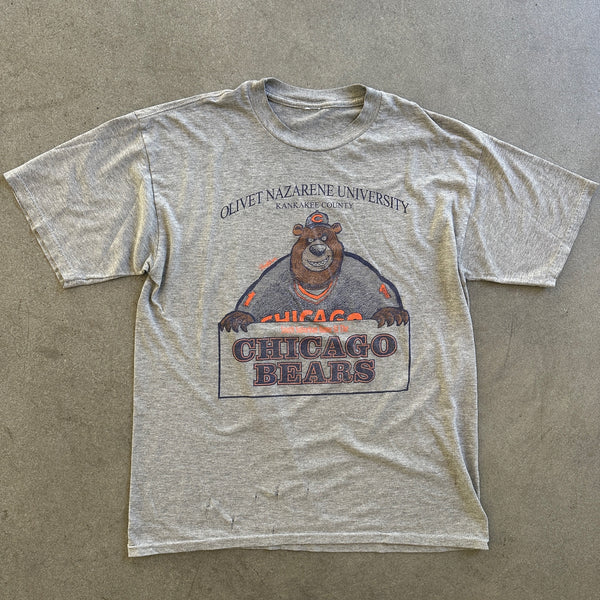 OLIVET NAZARENE UNIVERSITY
KANKAKEE COUNTY
C
CHICAGO
CHICAGO
BEARS